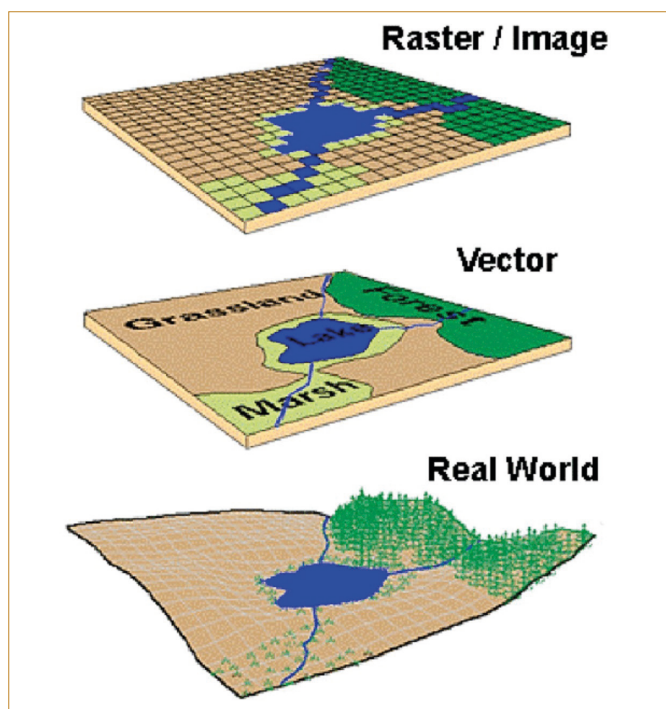 Raster / Image
Vector
Grassland
Forest
Lake
Marsh
Real World